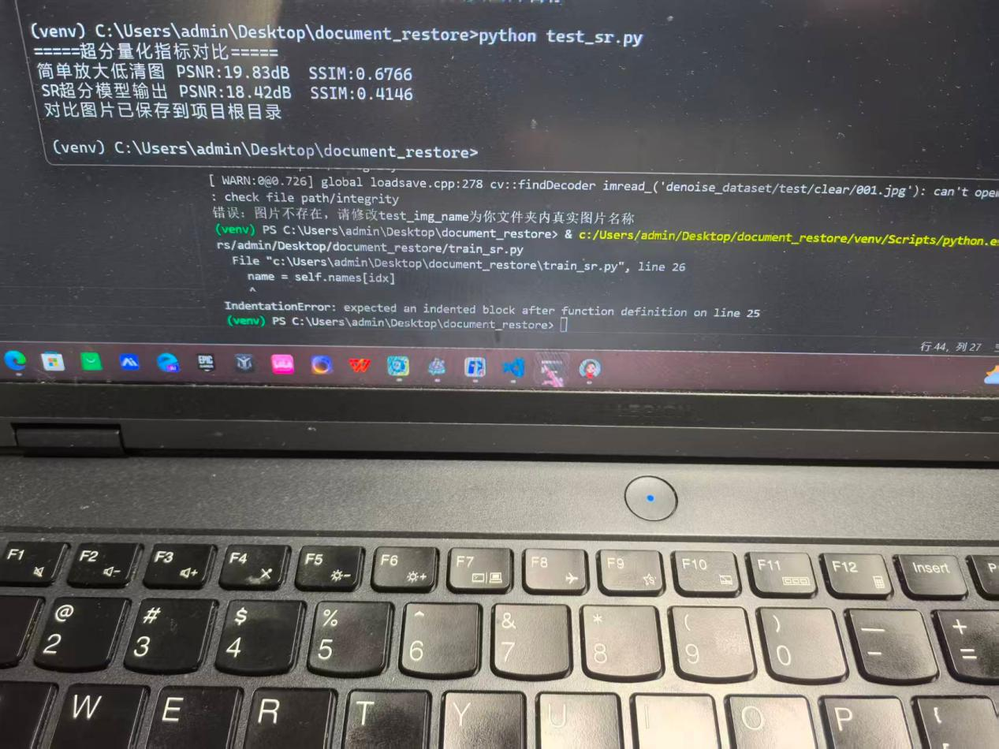 (venv) C:\Users\admin\Desktop\document_restore>python test_sr.py
=====超分量化指标对比=====
简单放大低清图 PSNR:19.83dB SSIM:0.6766
SR超分模型输出 PSNR:18.42dB SSIM:0.4146
对比图片已保存到项目根目录
(venv) C:\Users\admin\Desktop\document_restore>
[ WARN:0@0.726] global loadsave.cpp:278 cv::findDecoder imread_('denoise_dataset/test/clear/001.jpg'): can't ope
: check file path/integrity
错误: 图片不存在，请修改test_img_name为你文件夹内真实图片名称
(venv) PS C:\Users\admin\Desktop\document_restore> & c:/Users/admin/Desktop/document_restore/venv/Scripts/python.e
rs/admin/Desktop/document_restore/train_sr.py
File "c:\Users\admin\Desktop\document_restore\train_sr.py", line 26
name = self.names[idx]
^
IndentationError: expected an indented block after function definition on line 25
(venv) PS C:\Users\admin\Desktop\document_restore>
行 44, 列 27
EPIC
LEGION
F1 F2 F3 F4 F5 F6 F7 F8 F9 F10 F11 F12 Insert P
@ # $ % ^ & * ( ) — +
2 3 4 5 6 7 8 9 0 - =
W E R T Y U I O P {
[